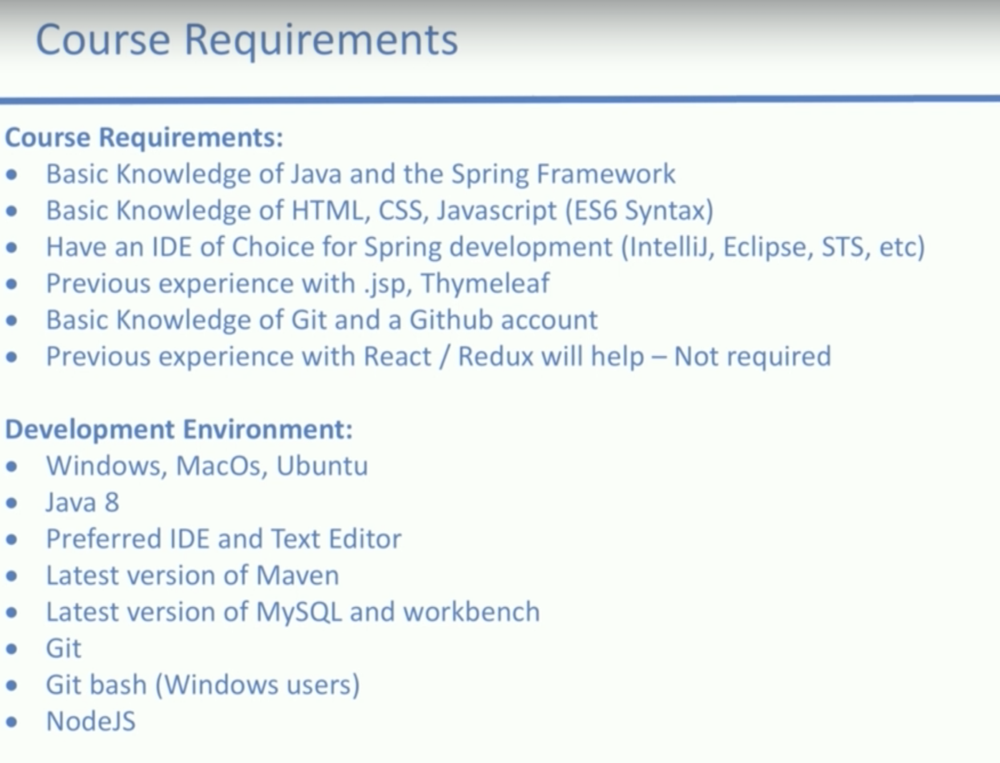 Course Requirements
Course Requirements:
• Basic Knowledge of Java and the Spring Framework
• Basic Knowledge of HTML, CSS, Javascript (ES6 Syntax)
• Have an IDE of Choice for Spring development (IntelliJ, Eclipse, STS, etc)
• Previous experience with .jsp, Thymeleaf
• Basic Knowledge of Git and a Github account
• Previous experience with React / Redux will help – Not required
Development Environment:
• Windows, MacOs, Ubuntu
• Java 8
• Preferred IDE and Text Editor
• Latest version of Maven
• Latest version of MySQL and workbench
• Git
• Git bash (Windows users)
• NodeJS